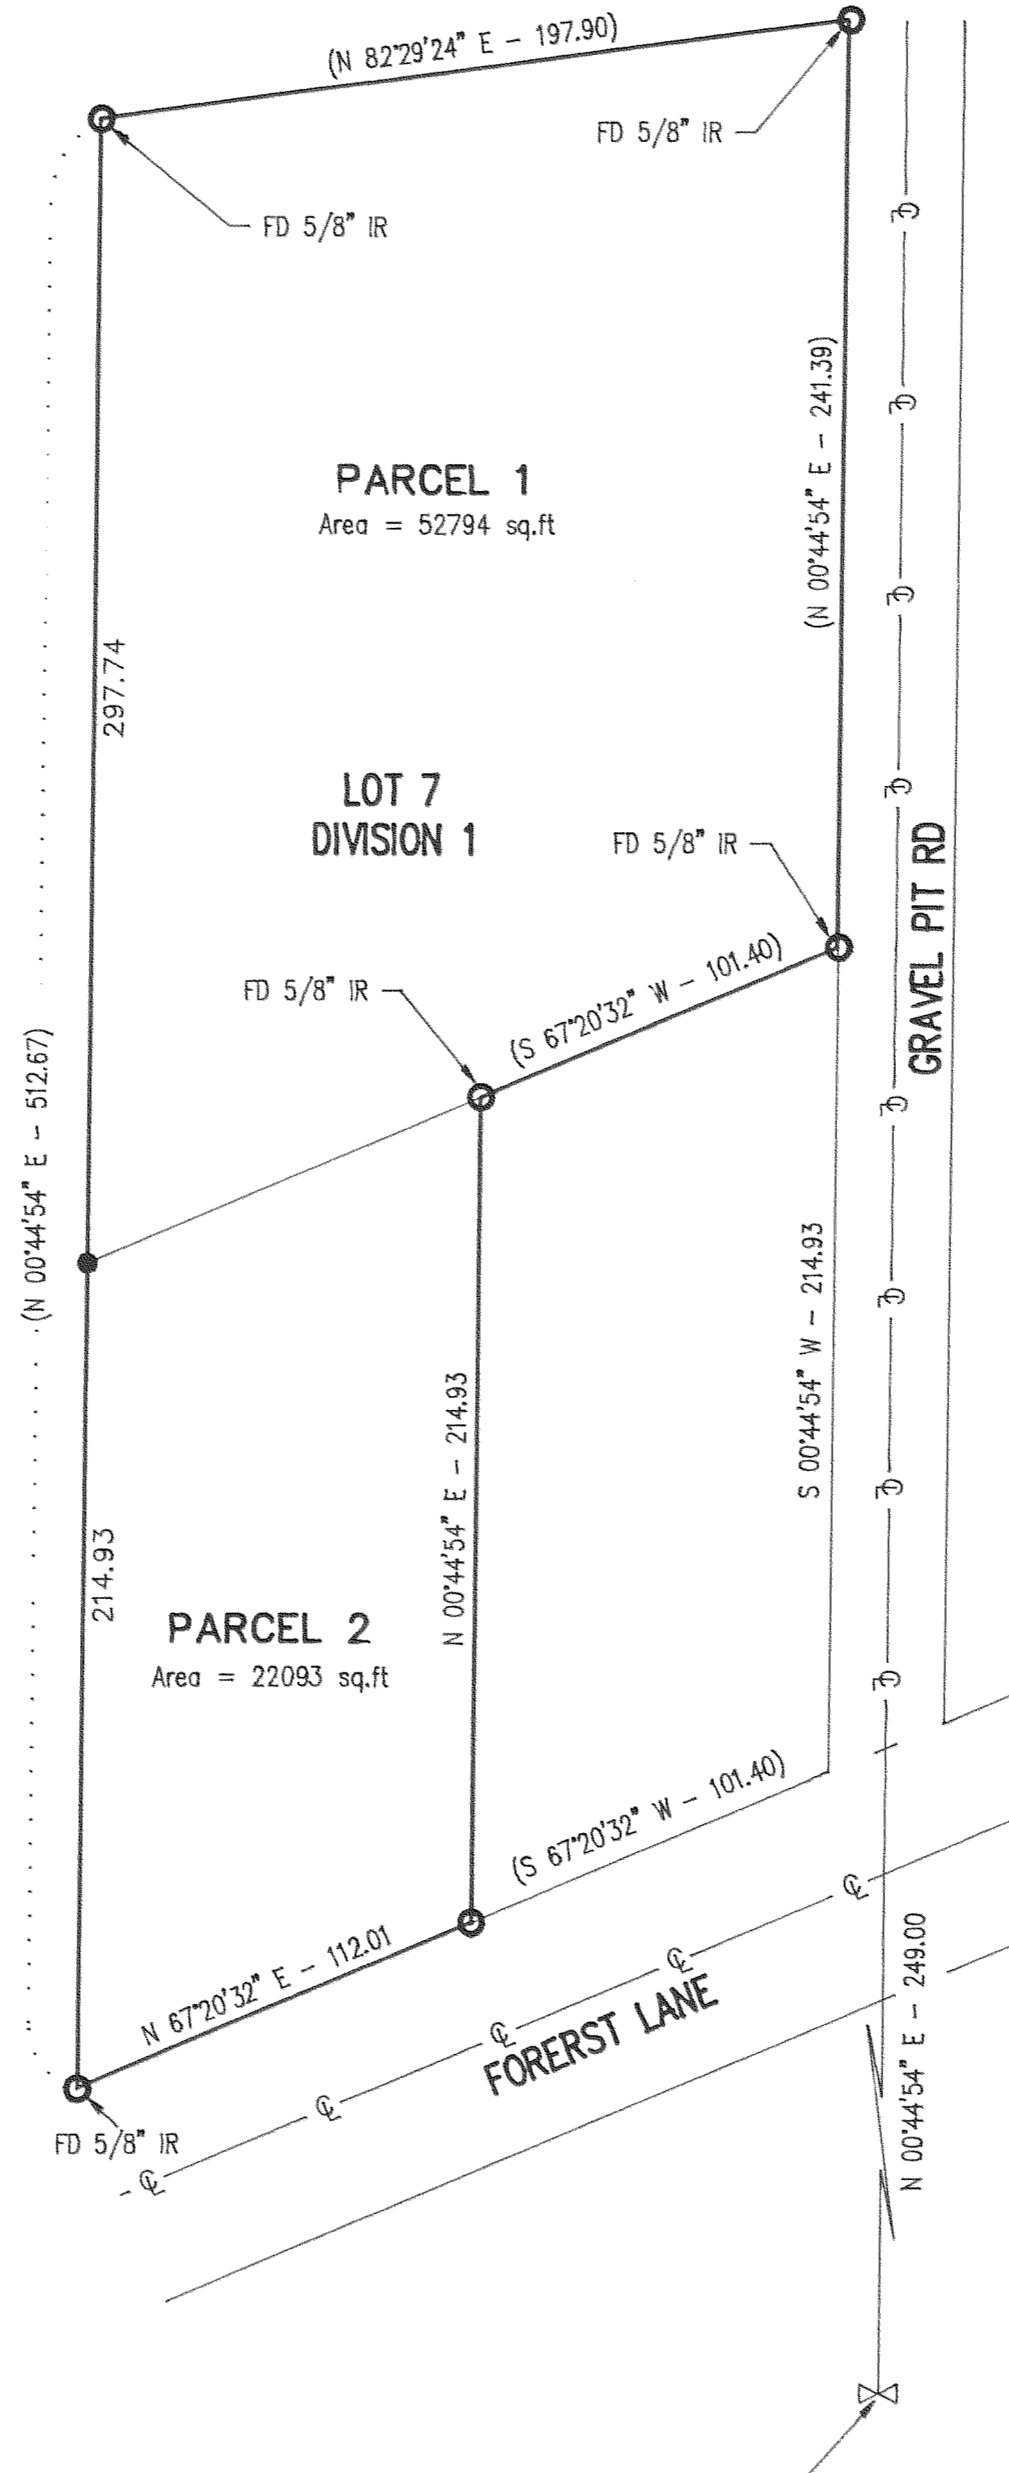 (N 82°29'24" E - 197.90)
FD 5/8" IR
FD 5/8" IR
(N 00°44'54" E - 241.39)
PARCEL 1
Area = 52794 sq.ft
297.74
LOT 7
DIVISION 1
FD 5/8" IR
GRAVEL PIT RD
(S 67°20'32" W - 101.40)
FD 5/8" IR
(N 00°44'54" E - 512.67)
S 00°44'54" W - 214.93
N 00°44'54" E - 214.93
214.93
PARCEL 2
Area = 22093 sq.ft
(S 67°20'32" W - 101.40)
N 67°20'32" E - 112.01
FORERST LANE
N 00°44'54" E - 249.00
FD 5/8" IR